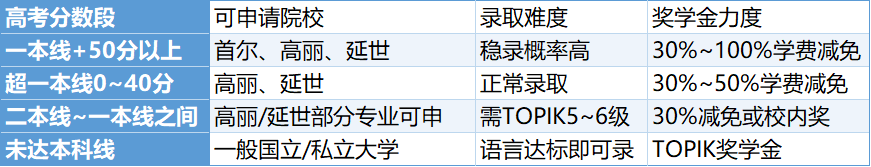 高考分数段 可申请院校 录取难度 奖学金力度
一本线+50分以上 首尔、高丽、延世 稳录概率高 30%~100%学费减免
超一本线0~40分 高丽、延世 正常录取 30%~50%学费减免
二本线~一本线之间 高丽/延世部分专业可申 需TOPIK5~6级 30%减免或校内奖
未达本科线 一般国立/私立大学 语言达标即可录 TOPIK奖学金